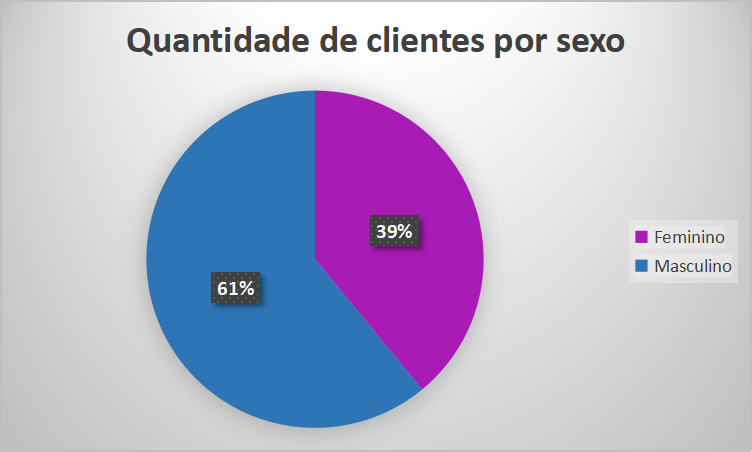 Quantidade de clientes por sexo
39%
61%
Feminino
Masculino